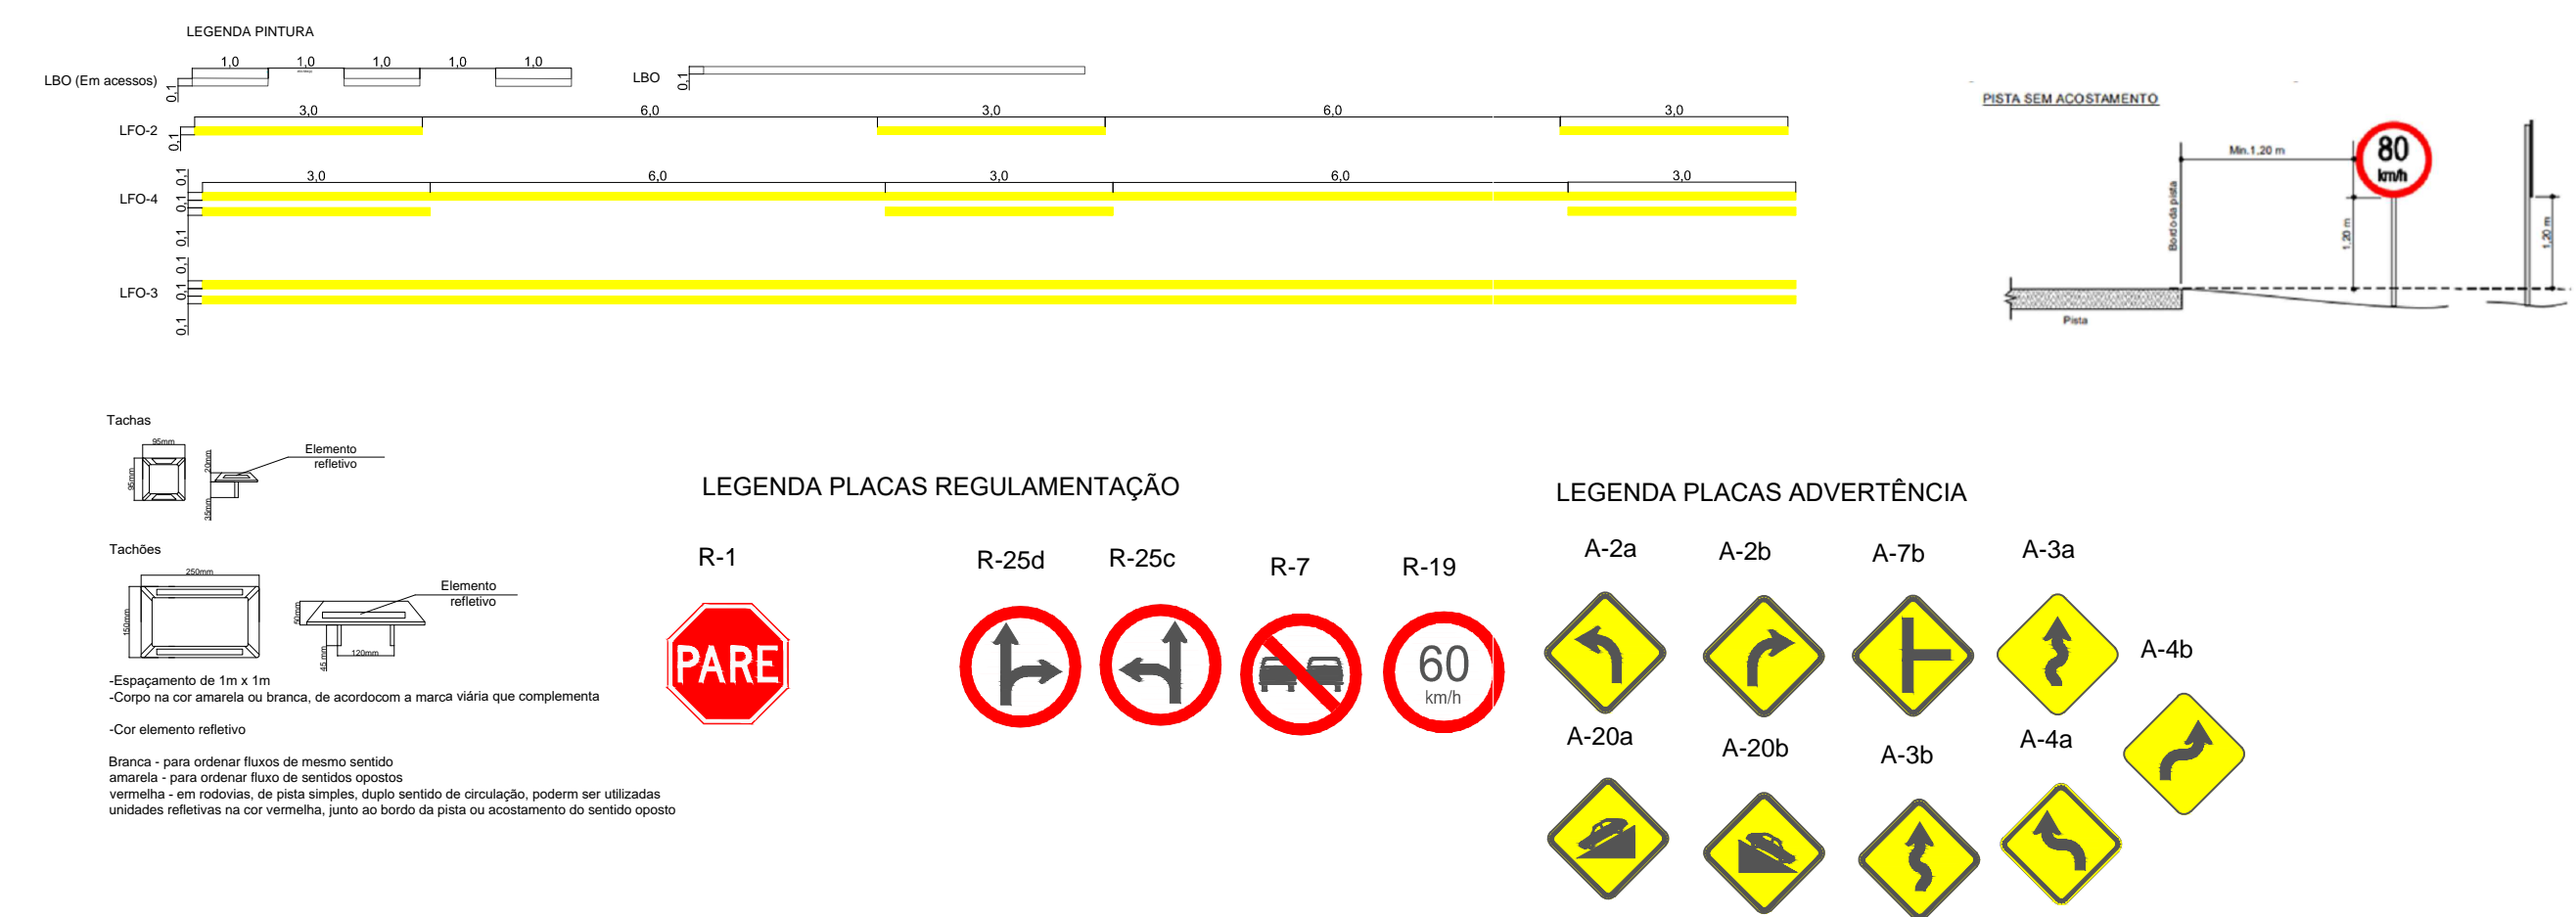 LEGENDA PINTURA
LBO (Em acessos)
0,1
1,0
1,0
1,0
1,0
1,0
LBO
0,1
LFO-2
0,1
3,0
6,0
3,0
6,0
3,0
LFO-4
0,1
0,1
0,1
3,0
6,0
3,0
6,0
3,0
LFO-3
0,1
0,1
0,1
PISTA SEM ACOSTAMENTO
Min.1,20 m
80
km/h
Bordo da pista
1,20 m
1,20 m
Pista
Tachas
95mm
95mm
20mm
35mm
Elemento
refletivo
Tachões
250mm
150mm
50mm
45 mm
120mm
Elemento
refletivo
-Espaçamento de 1m x 1m
-Corpo na cor amarela ou branca, de acordocom a marca viária que complementa
-Cor elemento refletivo
Branca - para ordenar fluxos de mesmo sentido
amarela - para ordenar fluxo de sentidos opostos
vermelha - em rodovias, de pista simples, duplo sentido de circulação, poderm ser utilizadas
unidades refletivas na cor vermelha, junto ao bordo da pista ou acostamento do sentido oposto
LEGENDA PLACAS REGULAMENTAÇÃO
R-1
R-25d
R-25c
R-7
R-19
PARE
60
km/h
LEGENDA PLACAS ADVERTÊNCIA
A-2a
A-2b
A-7b
A-3a
A-4b
A-20a
A-20b
A-3b
A-4a